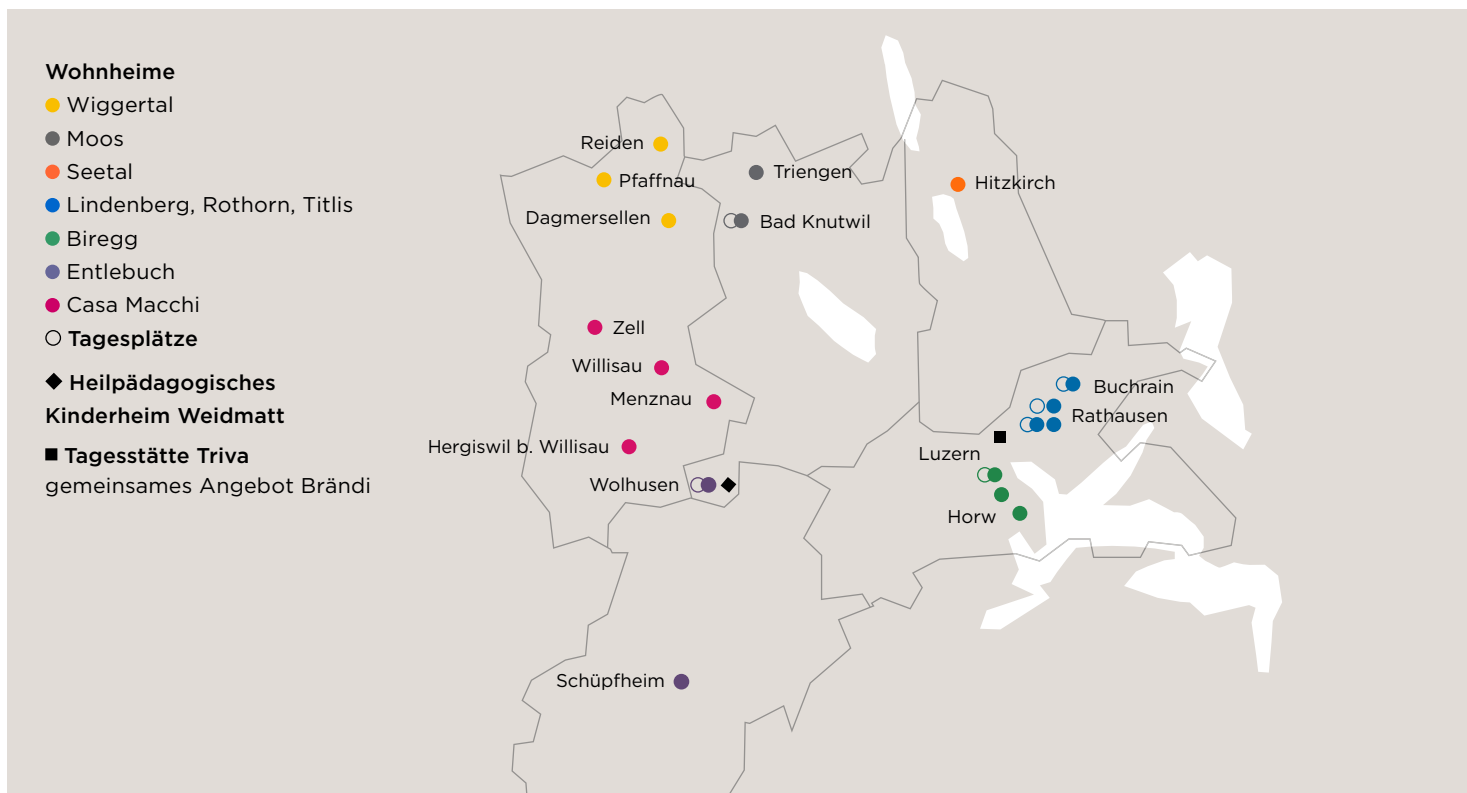 Wohnheime
Wiggertal
Moos
Seetal
Lindenberg, Rothorn, Titlis
Biregg
Entlebuch
Casa Macchi
Tagesplätze
Heilpädagogisches
Kinderheim Weidmatt
Tagesstätte Triva
gemeinsames Angebot Brändi
Reiden
Pfaffnau
Dagmersellen
Triengen
Bad Knutwil
Hitzkirch
Zell
Willisau
Menznau
Hergiswil b. Willisau
Wolhusen
Buchrain
Rathausen
Luzern
Horw
Schüpfheim